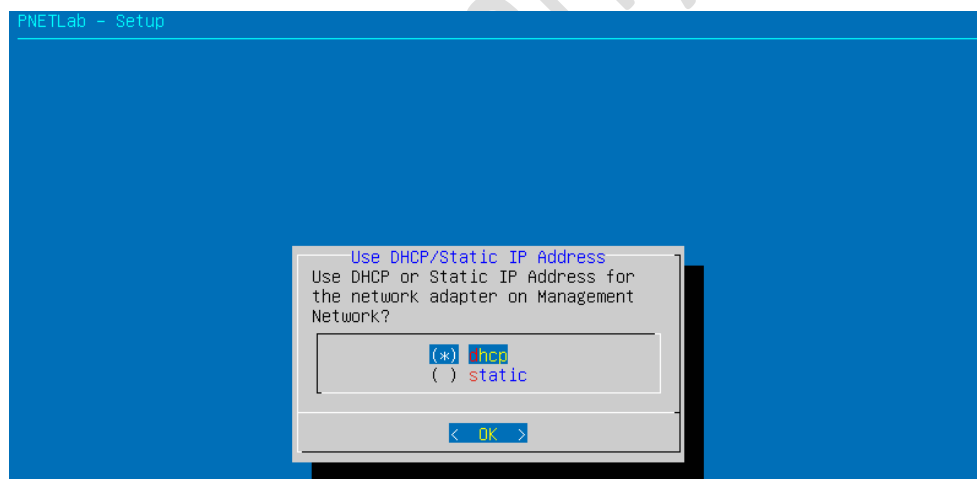 PNETLab - Setup
Use DHCP/Static IP Address
Use DHCP or Static IP Address for
the network adapter on Management
Network?
(*) dhcp
( ) static
< OK >